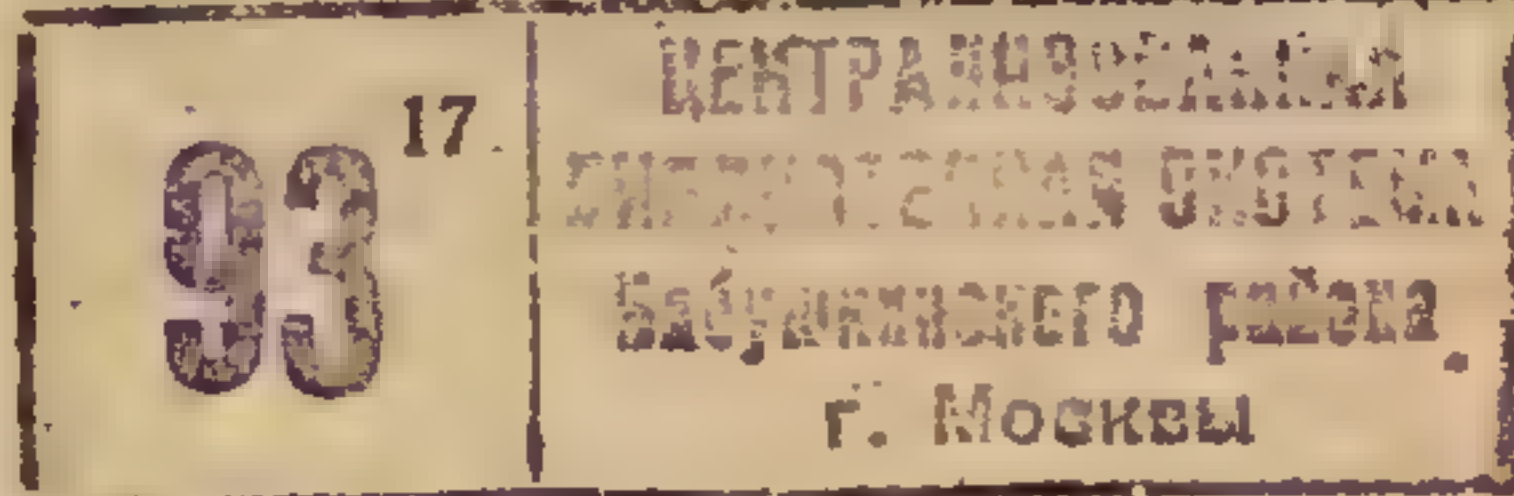 17
93
ЦЕНТРАЛИЗОВАННАЯ
БИБЛИОТЕЧНАЯ СИСТЕМА
Бабушкинского района
г. Москвы